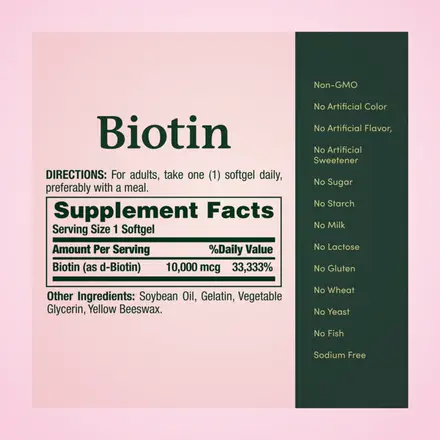 Biotin
DIRECTIONS: For adults, take one (1) softgel daily,
preferably with a meal.
Supplement Facts
Serving Size 1 Softgel
Amount Per Serving %Daily Value
Biotin (as d-Biotin) 10,000 mcg 33,333%
Other Ingredients: Soybean Oil, Gelatin, Vegetable
Glycerin, Yellow Beeswax.
Non-GMO
No Artificial Color
No Artificial Flavor,
No Artificial
Sweetener
No Sugar
No Starch
No Milk
No Lactose
No Gluten
No Wheat
No Yeast
No Fish
Sodium Free